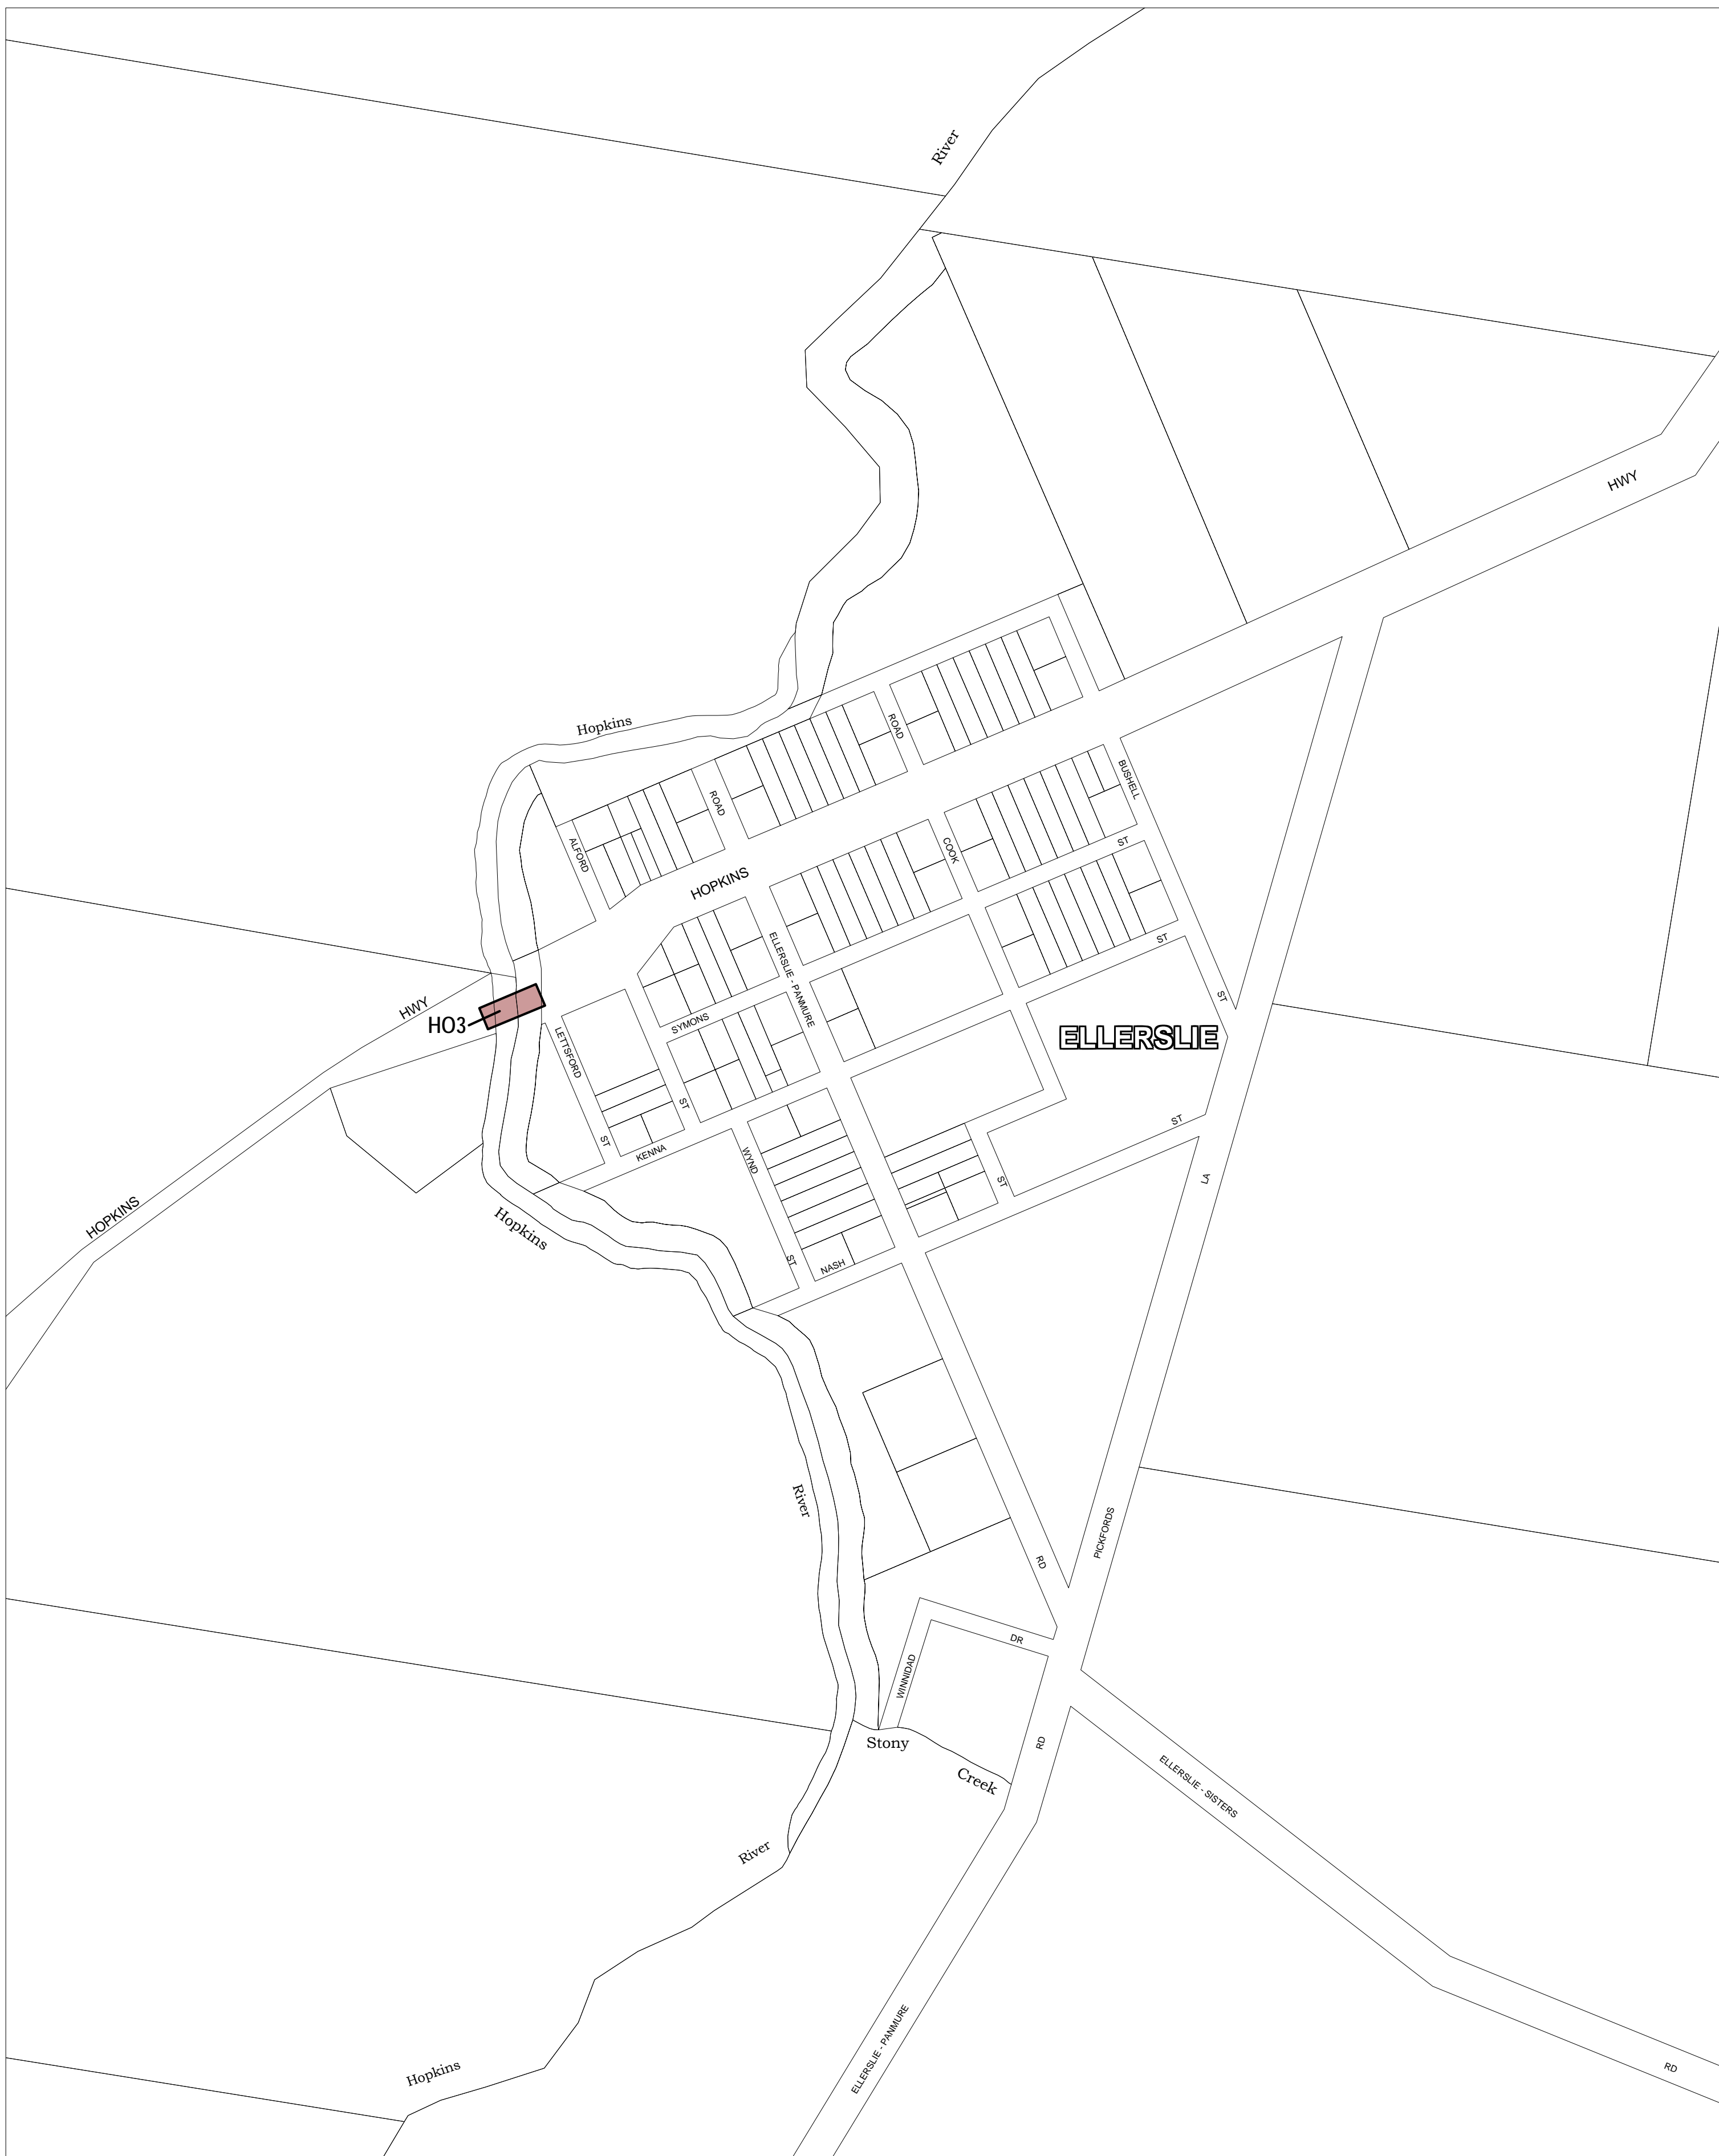 River
HWY
Hopkins
ROAD
BUSHELL
ROAD
ALFORD
COOK
ST
HOPKINS
ELLERSLIE - PANMURE
ST
ST
HWY
HO3
SYMONS
LETTSFORD
ELLERSLIE
ST
ST
ST
KENNA
WYND
ST
LA
HOPKINS
Hopkins
ST
NASH
River
PICKFORDS
RD
DR
WINNIDAD
Stony
Creek
RD
ELLERSLIE - SISTERS
River
ELLERSLIE - PANMURE
Hopkins
RD
ST